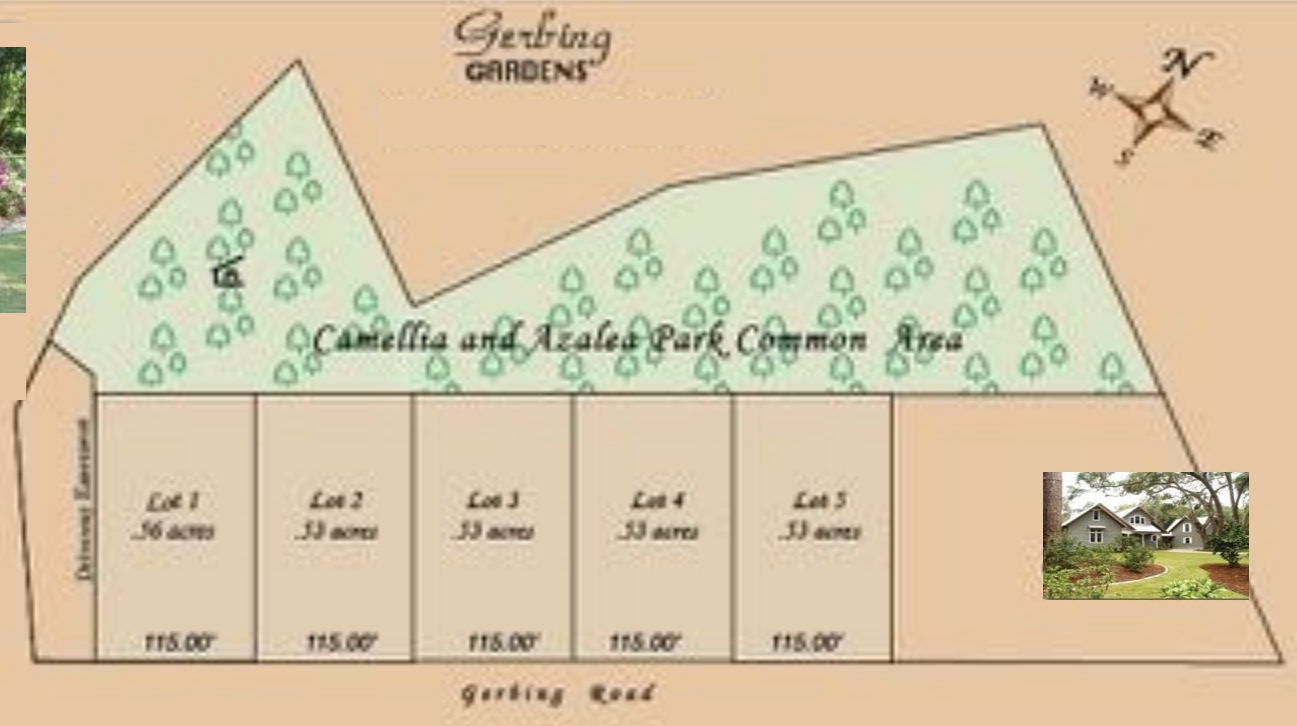 Gerbing
GARDENS
N
W
E
S
Camellia and Azalea Park Common Area
Driveway Easement
Lot 1
.56 acres
115.00'
Lot 2
.53 acres
115.00'
Lot 3
.53 acres
115.00'
Lot 4
.53 acres
115.00'
Lot 5
.53 acres
115.00'
Gerbing Road